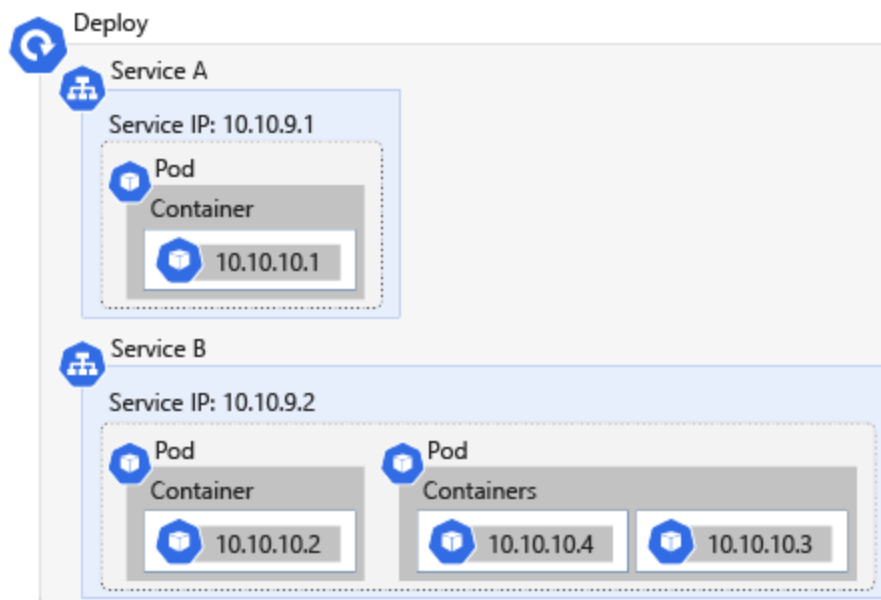 Deploy
Service A
Service IP: 10.10.9.1
Pod
Container
10.10.10.1
Service B
Service IP: 10.10.9.2
Pod
Container
10.10.10.2
Pod
Containers
10.10.10.4
10.10.10.3